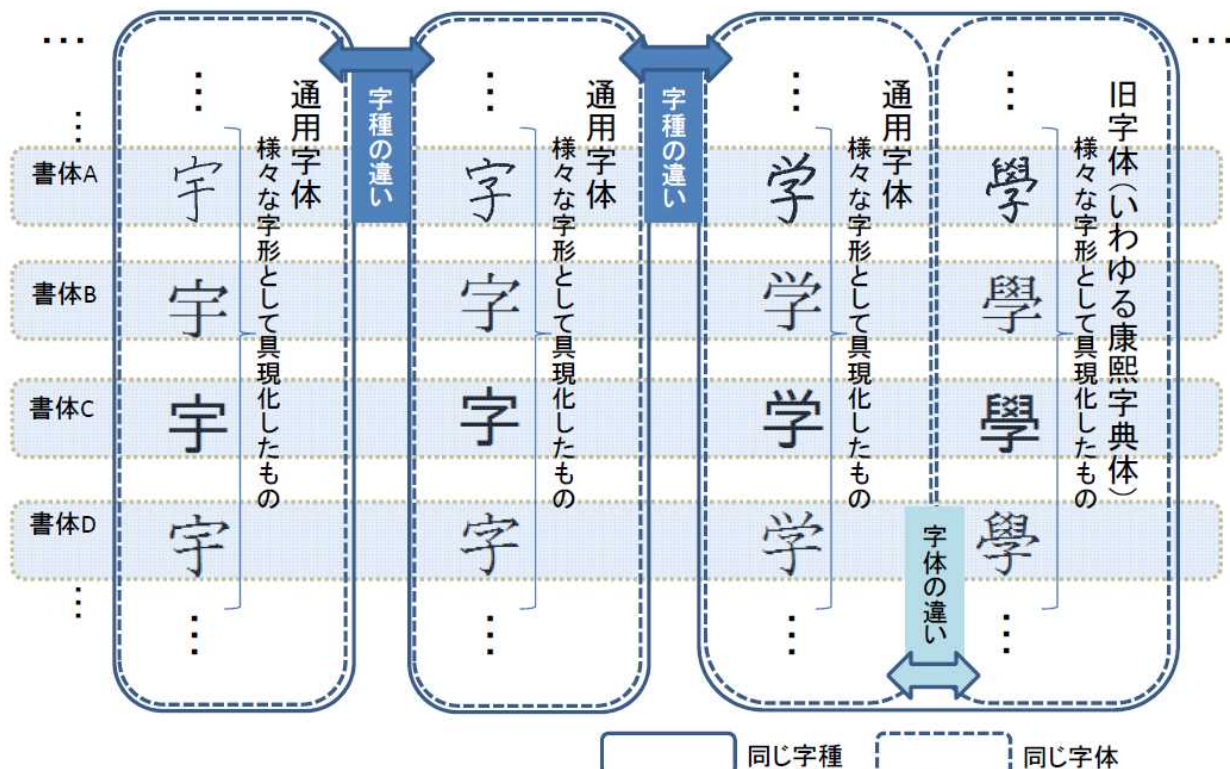 …
…
書体A
書体B
書体C
書体D
…
…
宇
宇
宇
宇
…
通用字体
様々な字形として具現化したもの
字種の違い
…
字
字
字
字
…
通用字体
様々な字形として具現化したもの
字種の違い
…
学
学
学
学
…
通用字体
様々な字形として具現化したもの
字体の違い
…
學
學
學
學
…
旧字体(いわゆる康熙字典体)
様々な字形として具現化したもの
…
同じ字種
同じ字体